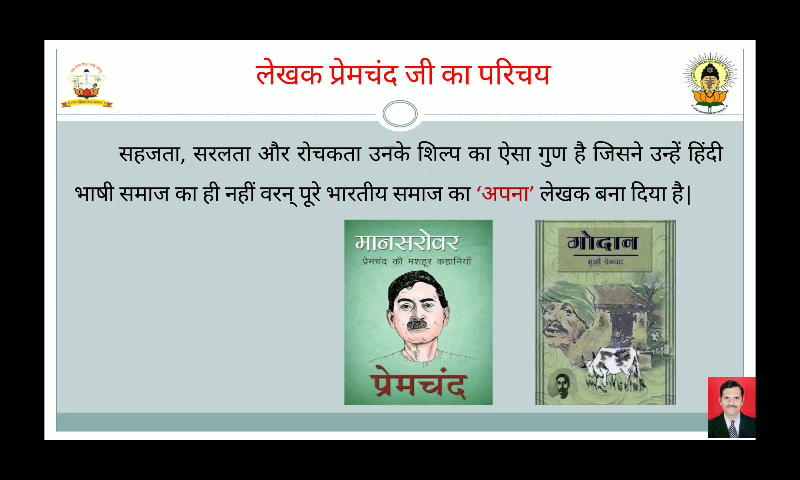 लेखक प्रेमचंद जी का परिचय
सहजता, सरलता और रोचकता उनके शिल्प का ऐसा गुण है जिसने उन्हें हिंदी
भाषी समाज का ही नहीं वरन् पूरे भारतीय समाज का ‘अपना’ लेखक बना दिया है|
मानसरोवर
प्रेमचंद की मशहूर कहानियाँ
प्रेमचंद
गोदान
मुंशी प्रेमचंद